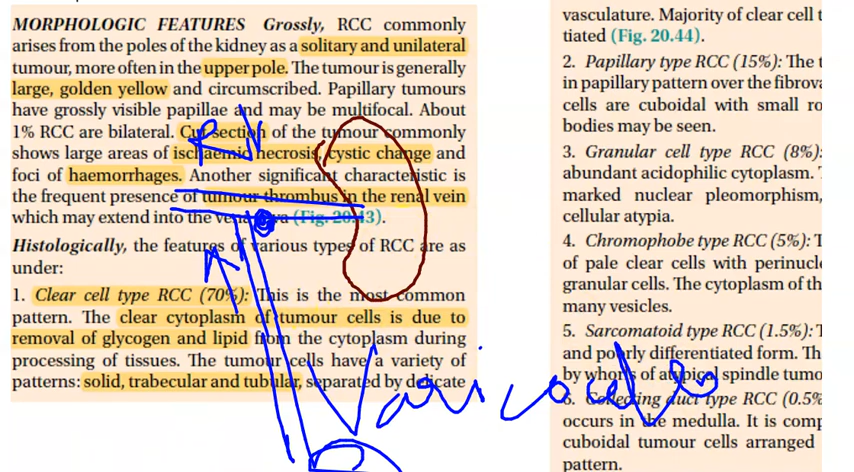 MORPHOLOGIC FEATURES Grossly, RCC commonly
arises from the poles of the kidney as a solitary and unilateral
tumour, more often in the upper pole. The tumour is generally
large, golden yellow and circumscribed. Papillary tumours
have grossly visible papillae and may be multifocal. About
1% RCC are bilateral. Cut section of the tumour commonly
shows large areas of ischaemic necrosis, cystic change and
foci of haemorrhages. Another significant characteristic is
the frequent presence of tumour thrombus in the renal vein
which may extend into the vena cava (Fig. 20.43).
Histologically, the features of various types of RCC are as
under:
1. Clear cell type RCC (70%): This is the most common
pattern. The clear cytoplasm of tumour cells is due to
removal of glycogen and lipid from the cytoplasm during
processing of tissues. The tumour cells have a variety of
patterns: solid, trabecular and tubular, separated by delicate
RV
Varicocele
vasculature. Majority of clear cell t
tiated (Fig. 20.44).
2. Papillary type RCC (15%): The t
in papillary pattern over the fibrova
cells are cuboidal with small ro
bodies may be seen.
3. Granular cell type RCC (8%):
abundant acidophilic cytoplasm.
marked nuclear pleomorphism,
cellular atypia.
4. Chromophobe type RCC (5%): T
of pale clear cells with perinucle
granular cells. The cytoplasm of th
many vesicles.
5. Sarcomatoid type RCC (1.5%): T
and poorly differentiated form. Th
by whorls of atypical spindle tumo
6. Collecting duct type RCC (0.5%
occurs in the medulla. It is comp
cuboidal tumour cells arranged
pattern.